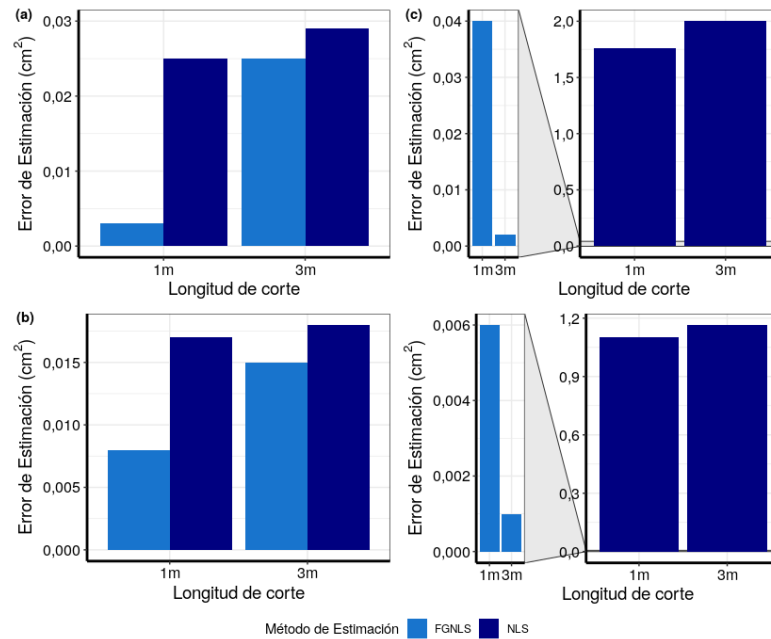 (a)
Error de Estimación (cm²)
0,03
0,02
0,01
0,00
1m
3m
Longitud de corte
(c)
Error de Estimación (cm²)
0,04
0,03
0,02
0,01
0,00
1m 3m
2,0
1,5
1,0
0,5
0,0
1m
3m
Longitud de corte
(b)
Error de Estimación (cm²)
0,015
0,010
0,005
0,000
1m
3m
Longitud de corte
Error de Estimación (cm²)
0,006
0,004
0,002
0,000
1m 3m
1,2
0,9
0,6
0,3
0,0
1m
3m
Longitud de corte
Método de Estimación FGNLS NLS